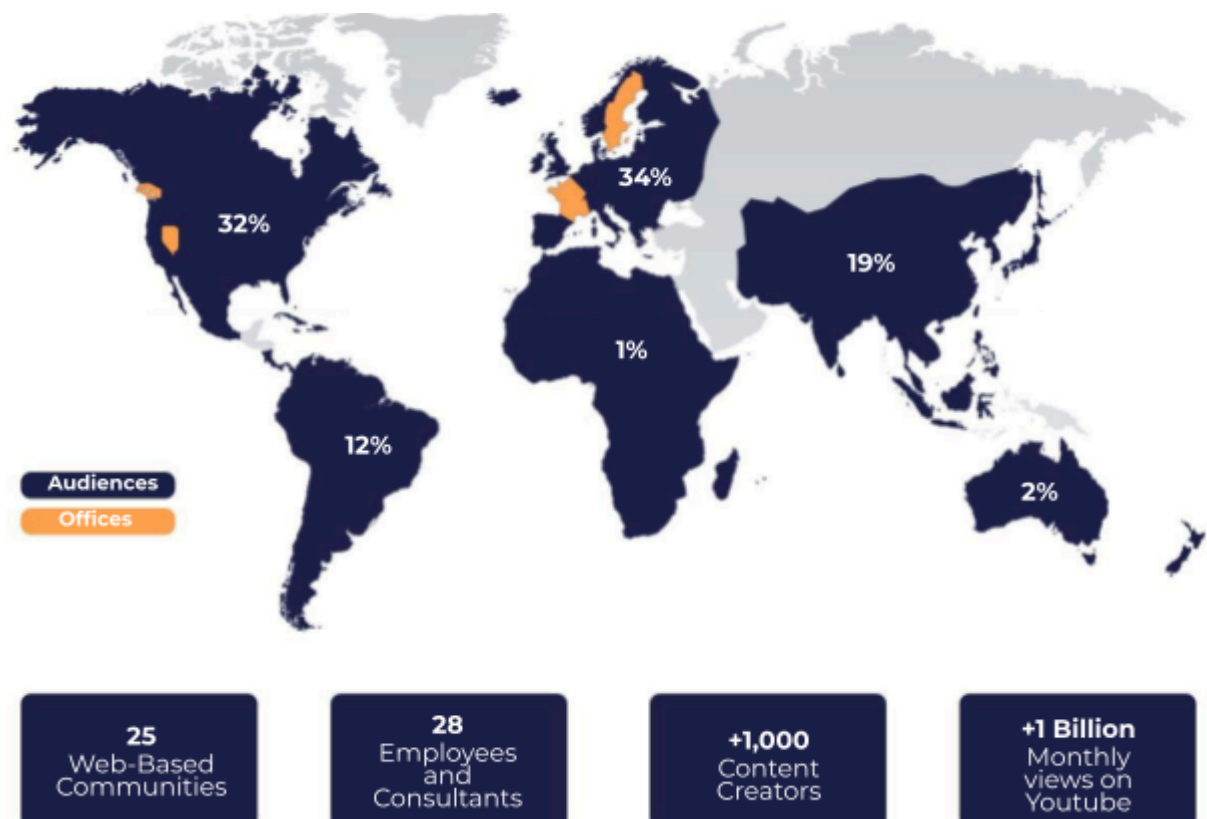 34%
32%
19%
1%
12%
2%
Audiences
Offices
25
Web-Based
Communities
28
Employees
and
Consultants
+1,000
Content
Creators
+1 Billion
Monthly
views on
Youtube